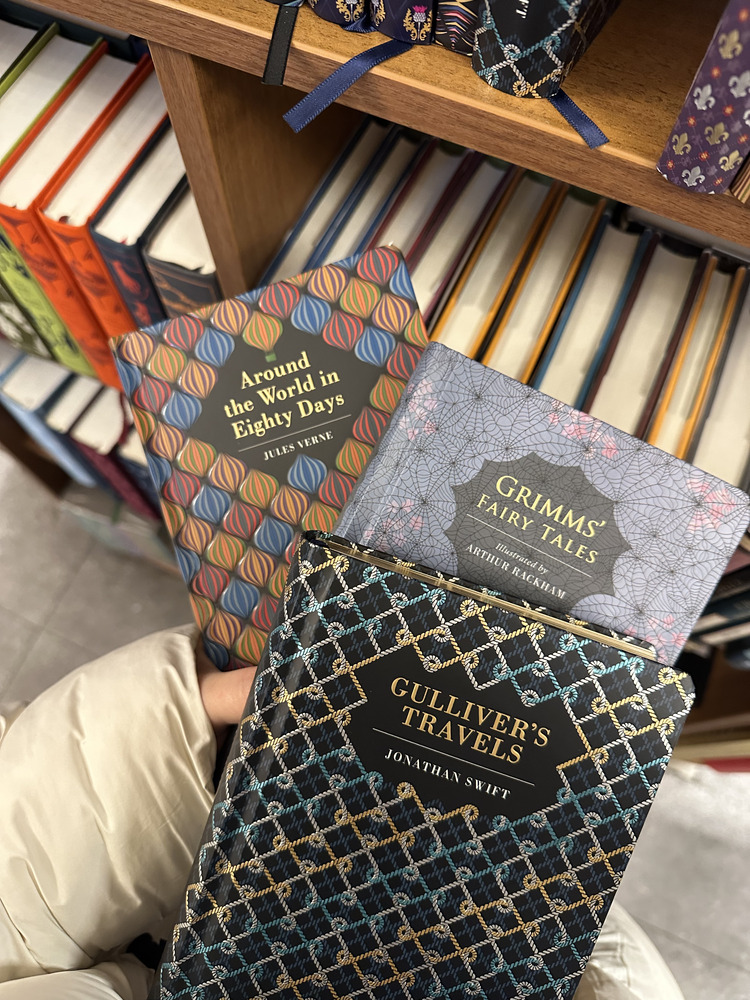 Around
the World in
Eighty Days
JULES VERNE
GRIMMS'
FAIRY TALES
Illustrated by
ARTHUR RACKHAM
GULLIVER'S
TRAVELS
JONATHAN SWIFT